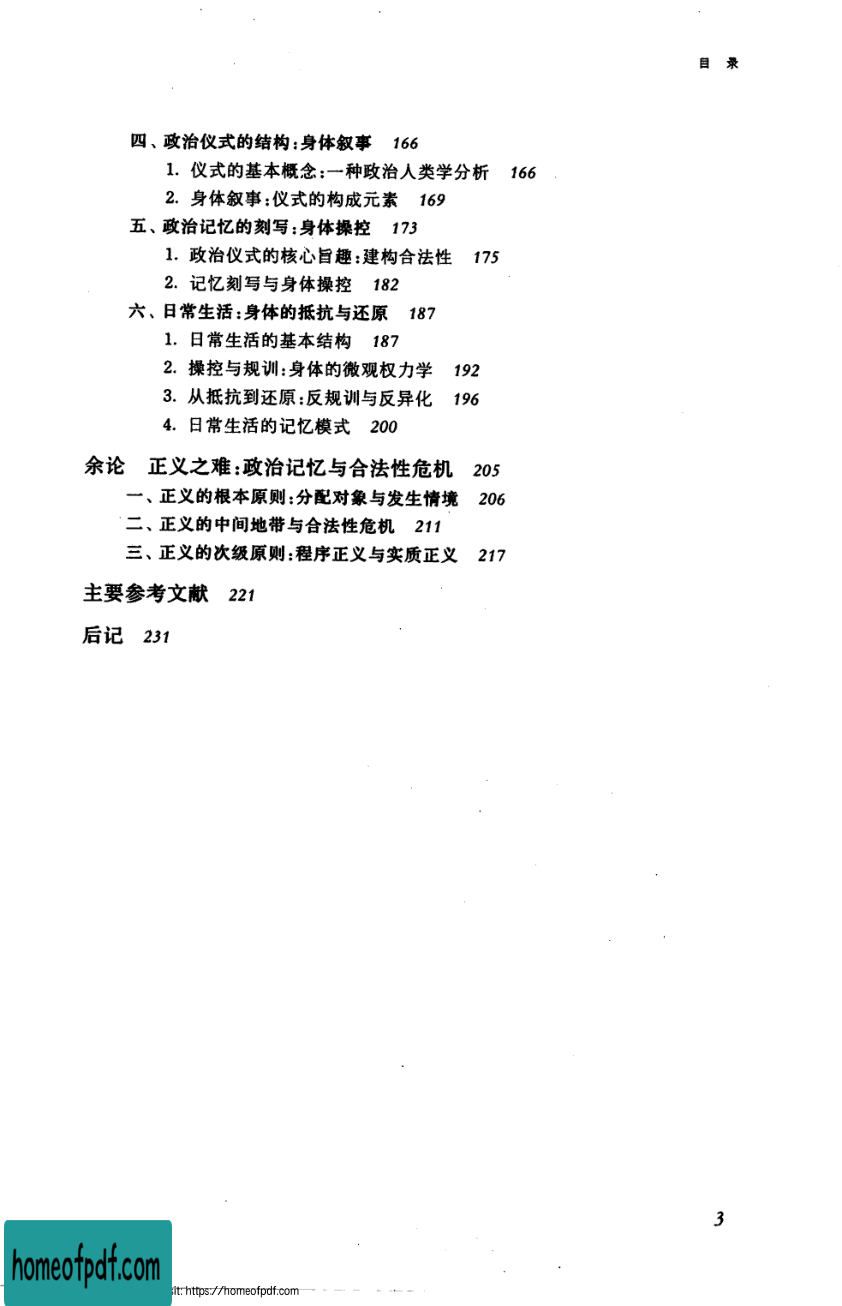 目 录
四、政治仪式的结构:身体叙事 166
1. 仪式的基本概念:一种政治人类学分析 166
2. 身体叙事:仪式的构成元素 169
五、政治记忆的刻写:身体操控 173
1. 政治仪式的核心旨趣:建构合法性 175
2. 记忆刻写与身体操控 182
六、日常生活:身体的抵抗与还原 187
1. 日常生活的基本结构 187
2. 操控与规训:身体的微观权力学 192
3. 从抵抗到还原:反规训与反异化 196
4. 日常生活的记忆模式 200
余论 正义之难:政治记忆与合法性危机 205
一、正义的根本原则:分配对象与发生情境 206
二、正义的中间地带与合法性危机 211
三、正义的次级原则:程序正义与实质正义 217
主要参考文献 221
后记 231
3
homeofpdf.com
https://homeofpdf.com